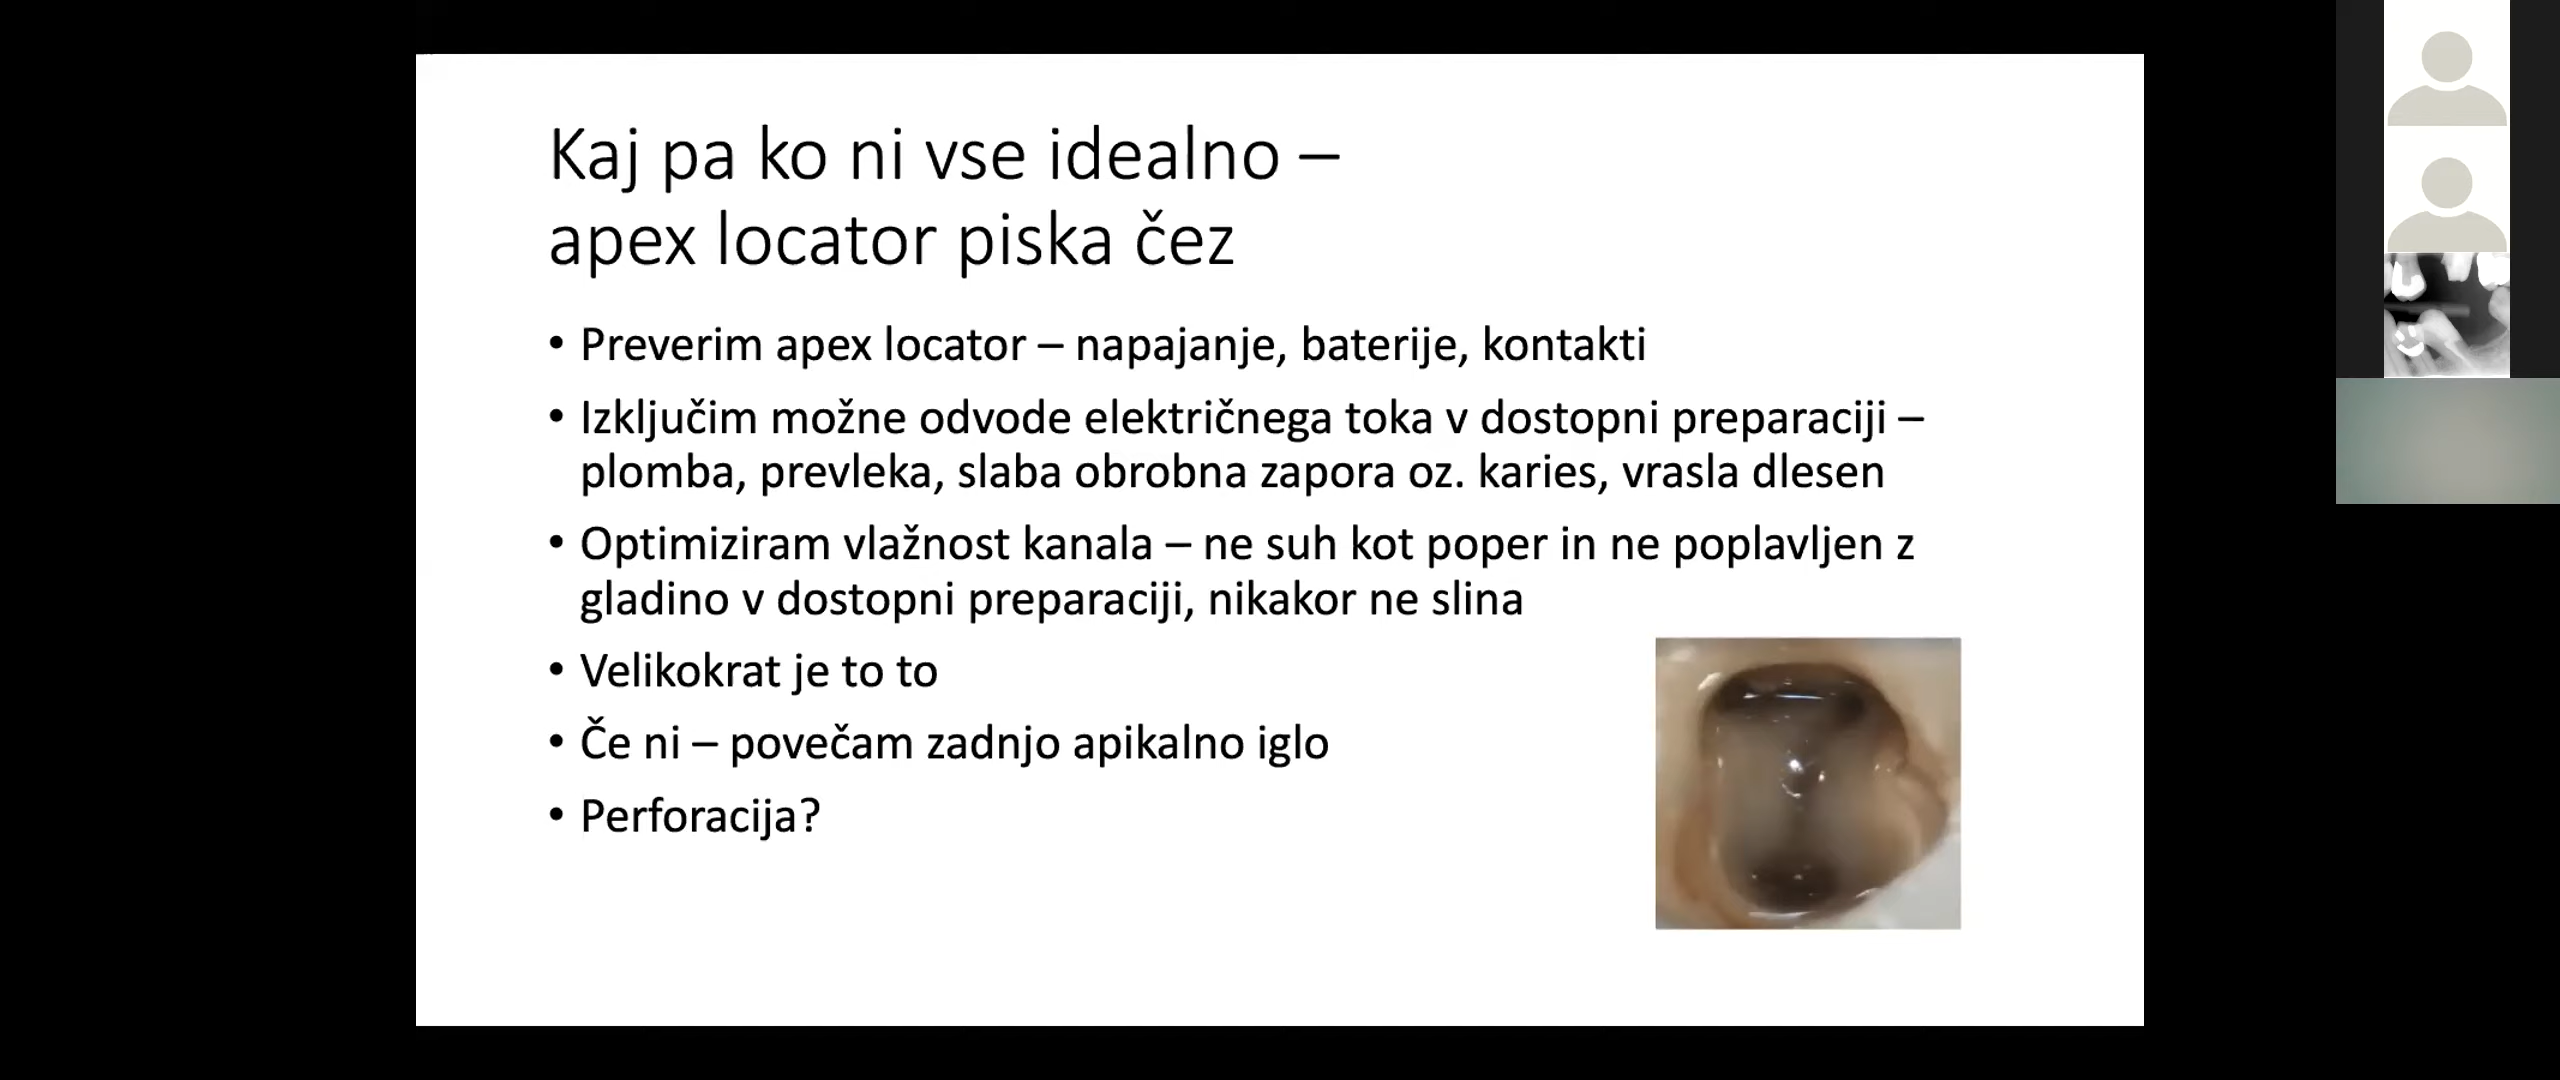 Kaj pa ko ni vse idealno –
apex locator piska čez
• Preverim apex locator – napajanje, baterije, kontakti
• Izključim možne odvode električnega toka v dostopni preparaciji –
plomba, prevleka, slaba obrobna zapora oz. karies, vrasla dlesen
• Optimiziram vlažnost kanala – ne suh kot poper in ne poplavljen z
gladino v dostopni preparaciji, nikakor ne slina
• Velikokrat je to to
• Če ni – povečam zadnjo apikalno iglo
• Perforacija?